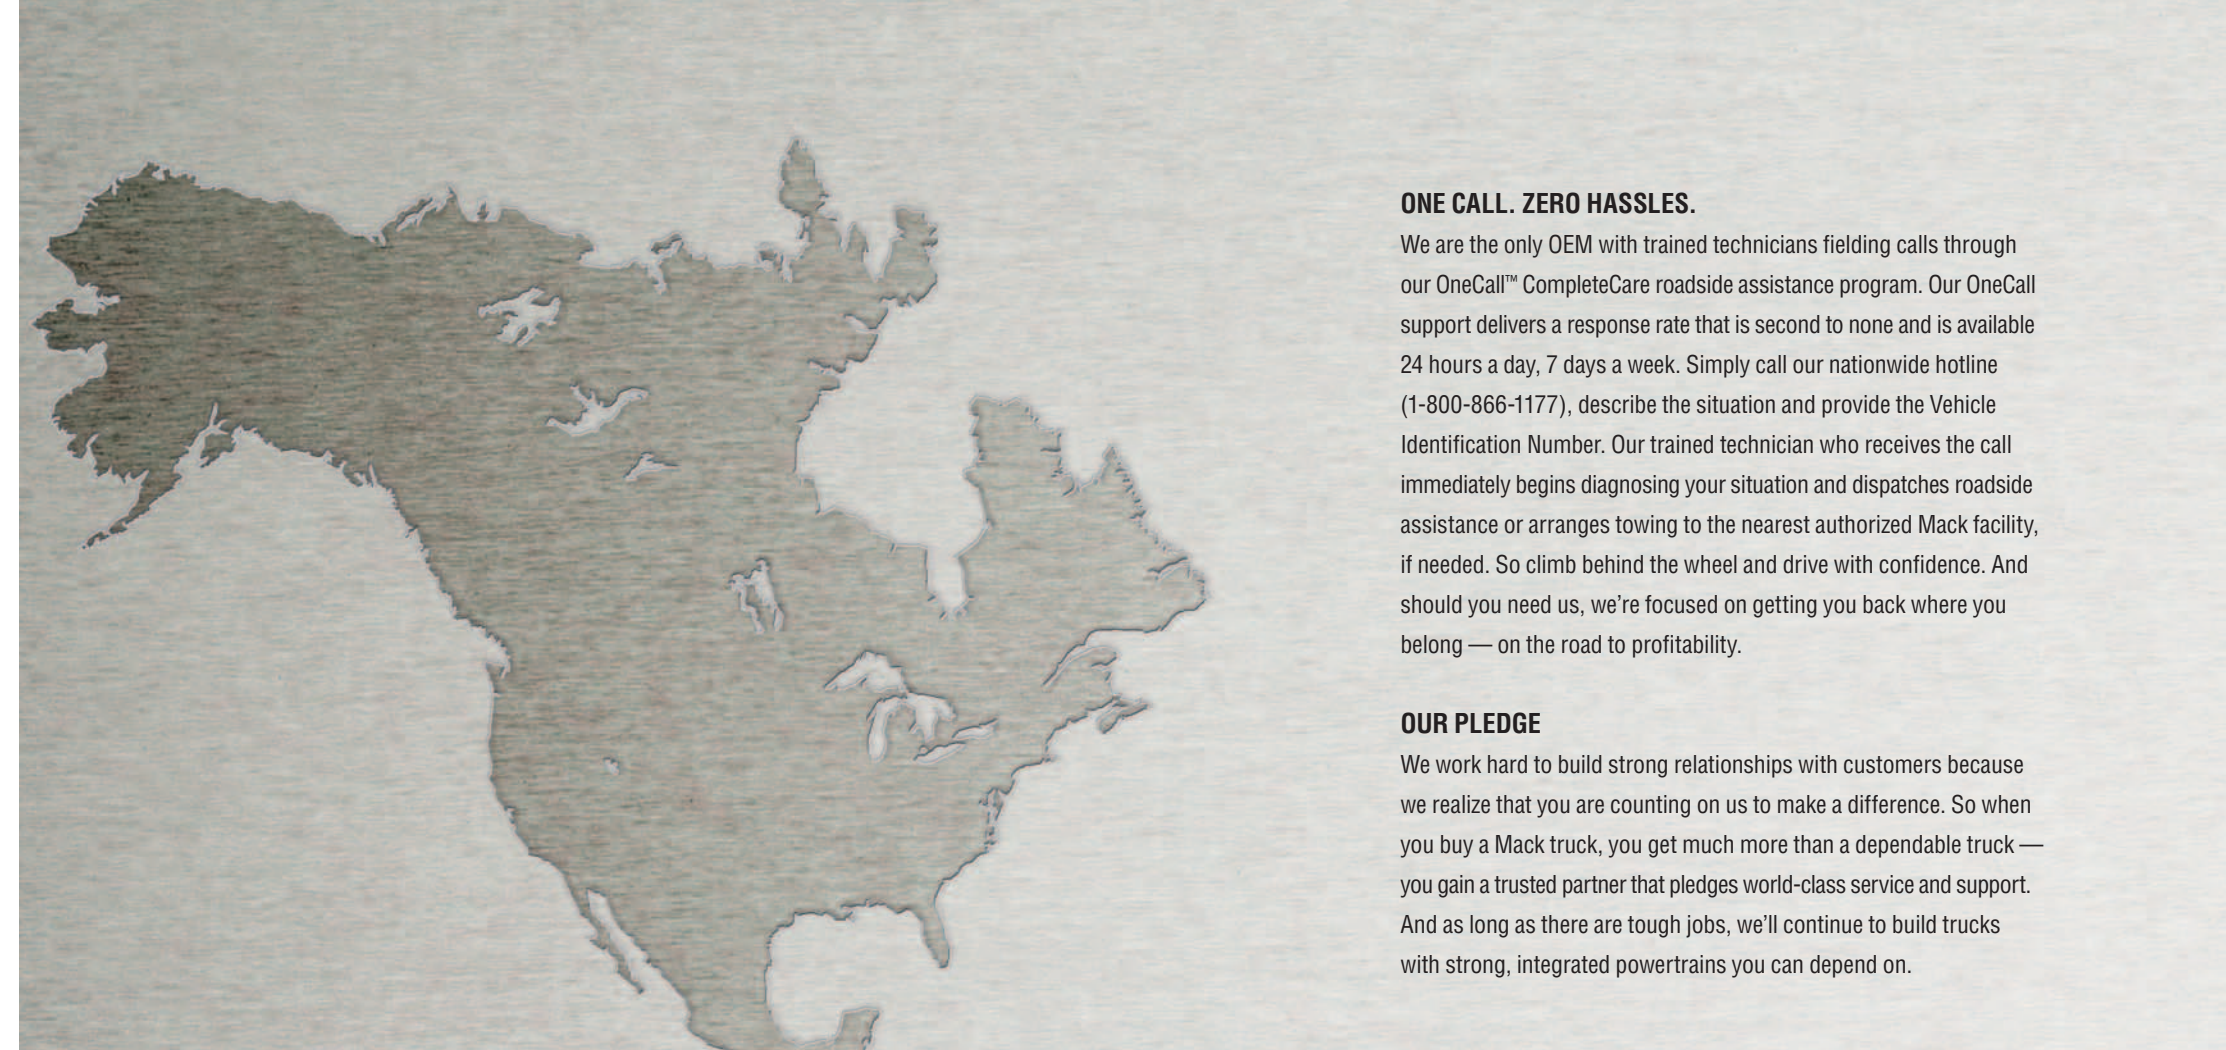 ONE CALL. ZERO HASSLES.
We are the only OEM with trained technicians fielding calls through
our OneCall™ CompleteCare roadside assistance program. Our OneCall
support delivers a response rate that is second to none and is available
24 hours a day, 7 days a week. Simply call our nationwide hotline
(1-800-866-1177), describe the situation and provide the Vehicle
Identification Number. Our trained technician who receives the call
immediately begins diagnosing your situation and dispatches roadside
assistance or arranges towing to the nearest authorized Mack facility,
if needed. So climb behind the wheel and drive with confidence. And
should you need us, we’re focused on getting you back where you
belong — on the road to profitability.
OUR PLEDGE
We work hard to build strong relationships with customers because
we realize that you are counting on us to make a difference. So when
you buy a Mack truck, you get much more than a dependable truck —
you gain a trusted partner that pledges world-class service and support.
And as long as there are tough jobs, we’ll continue to build trucks
with strong, integrated powertrains you can depend on.